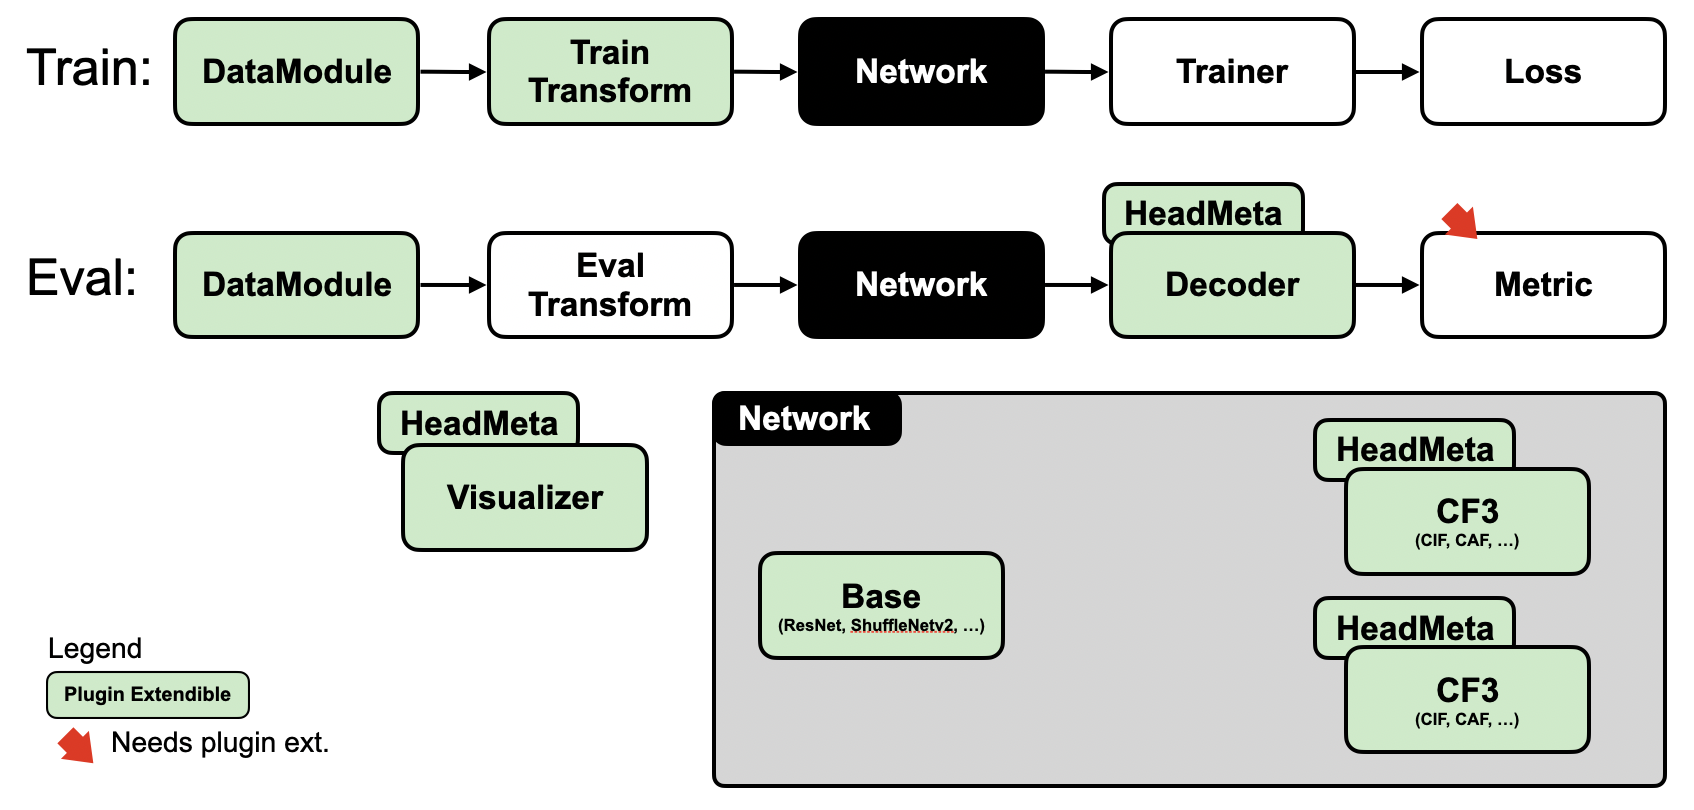 Train:
DataModule
Train
Transform
Network
Trainer
Loss
Eval:
DataModule
Eval
Transform
Network
HeadMeta
Decoder
Metric
HeadMeta
Visualizer
Network
Base
(ResNet, ShuffleNetv2, …)
HeadMeta
CF3
(CIF, CAF, …)
HeadMeta
CF3
(CIF, CAF, …)
Legend
Plugin Extendible
Needs plugin ext.